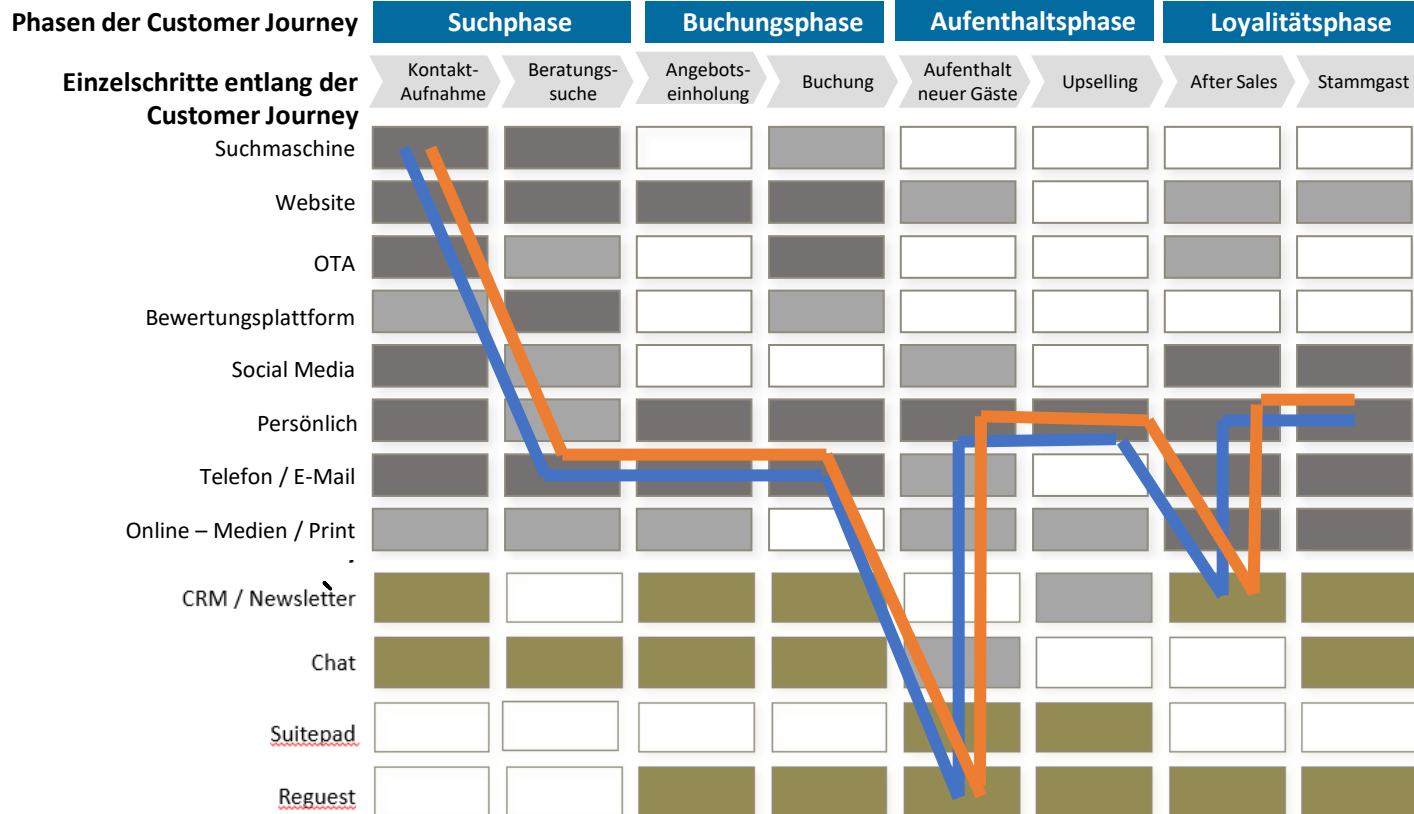 Phasen der Customer Journey
Suchphase
Buchungsphase
Aufenthaltsphase
Loyalitätsphase
Einzelschritte entlang der
Customer Journey
Kontakt-
Aufnahme
Beratungs-
suche
Angebots-
einholung
Buchung
Aufenthalt
neuer Gäste
Upselling
After Sales
Stammgast
Suchmaschine
Website
OTA
Bewertungsplattform
Social Media
Persönlich
Telefon / E-Mail
Online – Medien / Print
CRM / Newsletter
Chat
Suitepad
Reguest